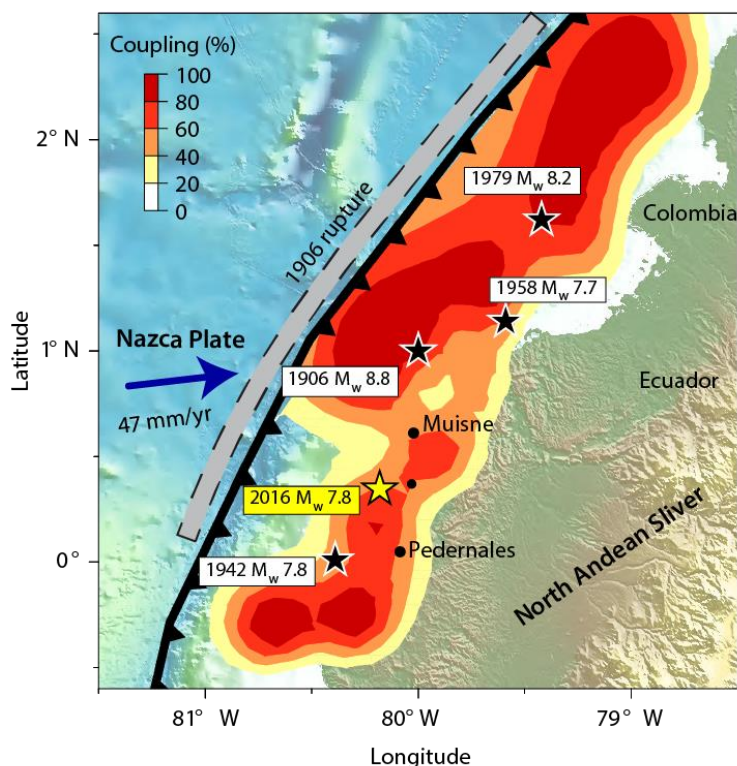 Coupling (%)
100
80
60
40
20
0
2° N
1° N
0°
Latitude
1906 rupture
1979 Mw 8.2
Colombia
1958 Mw 7.7
Nazca Plate
47 mm/yr
1906 Mw 8.8
Ecuador
Muisne
2016 Mw 7.8
Pedernales
1942 Mw 7.8
North Andean Sliver
81° W
80° W
79° W
Longitude